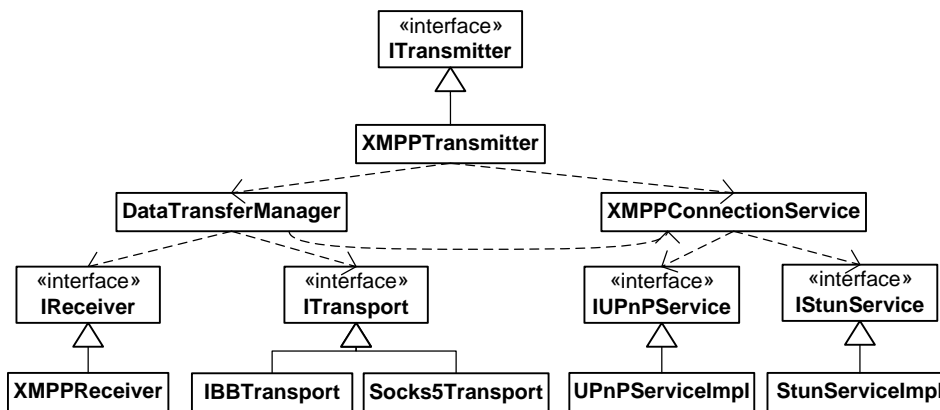 «interface»
ITransmitter
XMPPTransmitter
DataTransferManager
XMPPConnectionService
«interface»
IReceiver
«interface»
ITransport
«interface»
IUPnPService
«interface»
IStunService
XMPPReceiver
IBBTransport
Socks5Transport
UPnPServiceImpl
StunServiceImpl